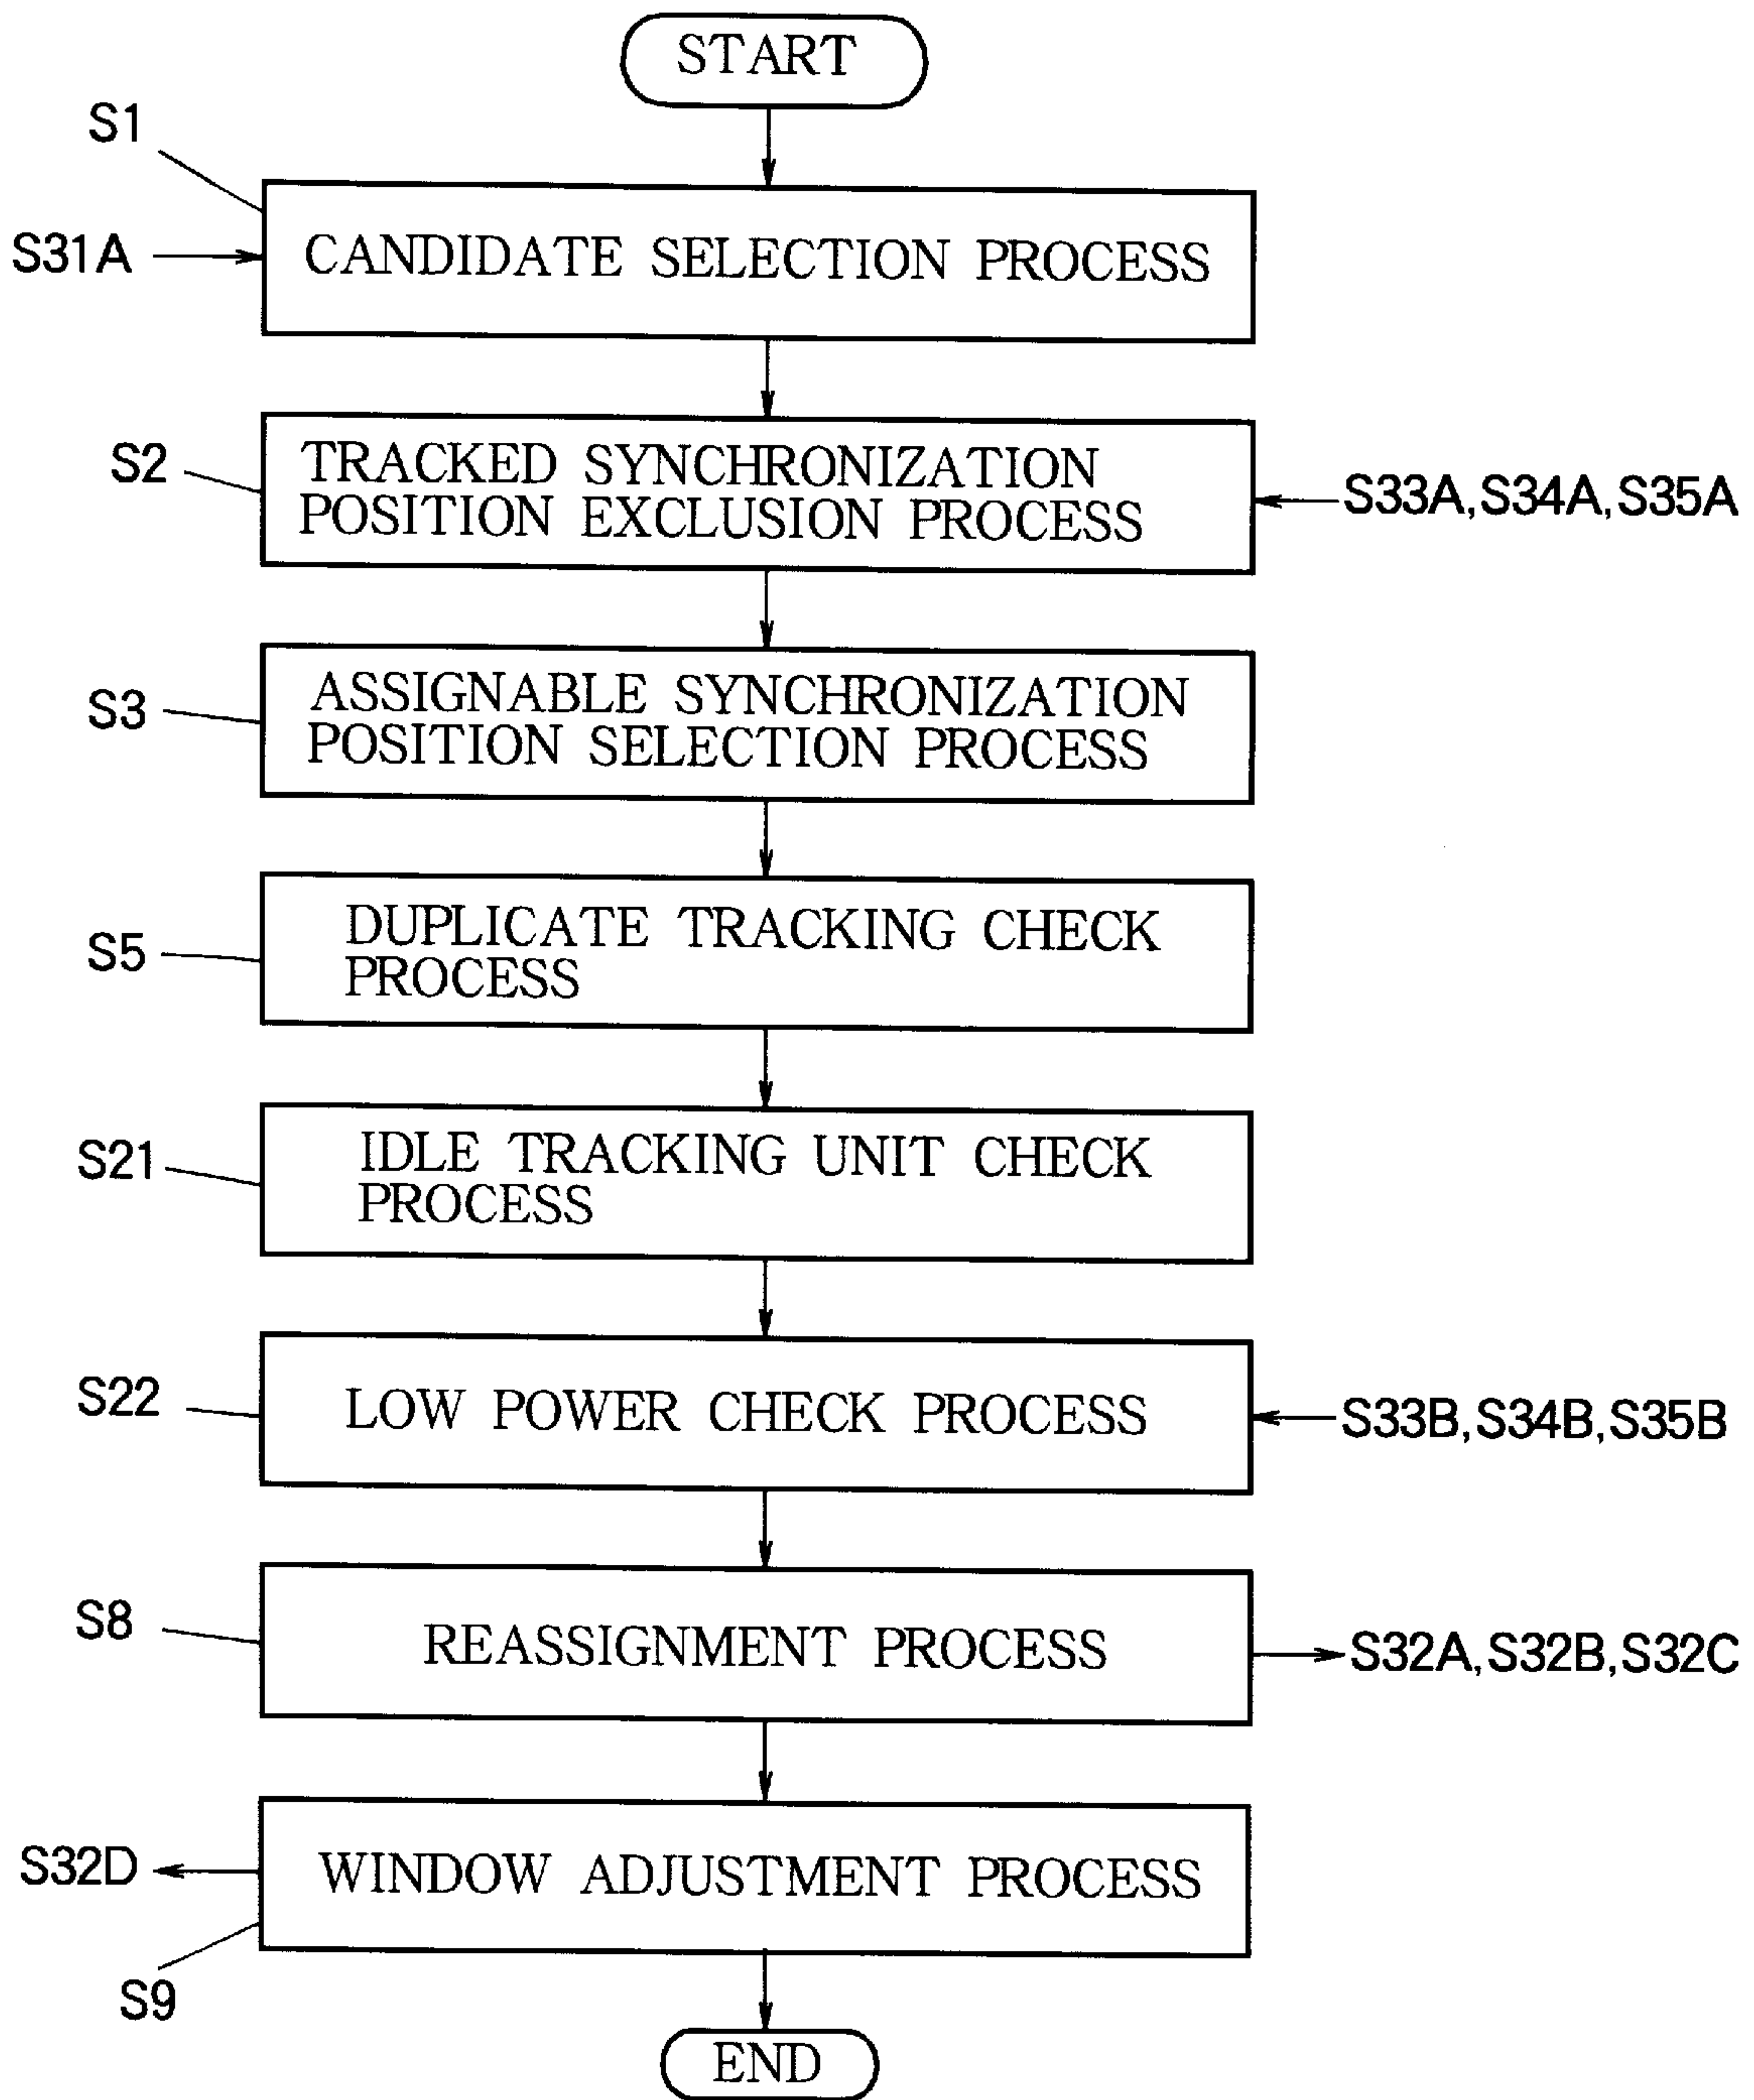 START
S1
S31A
CANDIDATE SELECTION PROCESS
S2
TRACKED SYNCHRONIZATION
POSITION EXCLUSION PROCESS
S33A,S34A,S35A
S3
ASSIGNABLE SYNCHRONIZATION
POSITION SELECTION PROCESS
S5
DUPLICATE TRACKING CHECK
PROCESS
S21
IDLE TRACKING UNIT CHECK
PROCESS
S22
LOW POWER CHECK PROCESS
S33B,S34B,S35B
S8
REASSIGNMENT PROCESS
S32A,S32B,S32C
S32D
WINDOW ADJUSTMENT PROCESS
S9
END